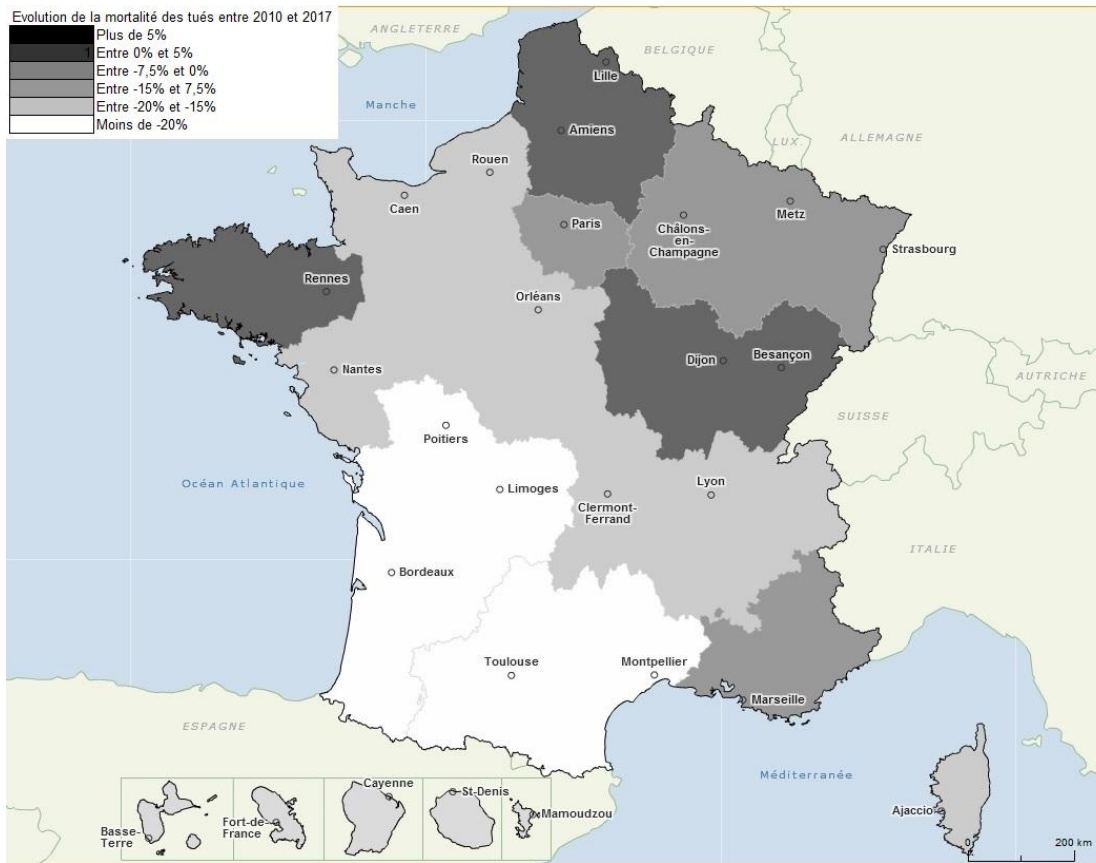 Evolution de la mortalité des tués entre 2010 et 2017
Plus de 5%
1 Entre 0% et 5%
Entre -7,5% et 0%
Entre -15% et 7,5%
Entre -20% et -15%
Moins de -20%
ANGLETERRE
BELGIQUE
Lille
Manche
Amiens
ALLEMAGNE
LUX.
Rouen
Caen
Metz
Paris
Châlons-
en-
Champagne
Strasbourg
Rennes
Orléans
Dijon
Besançon
Nantes
AUTRICHE
SUISSE
Poitiers
Océan Atlantique
Limoges
Lyon
Clermont-
Ferrand
ITALIE
Bordeaux
Toulouse
Montpellier
Marseille
ESPAGNE
Méditerranée
Cayenne
St-Denis
Mamoudzou
Basse-
Terre
Fort-de-
France
Ajaccio
0 200 km